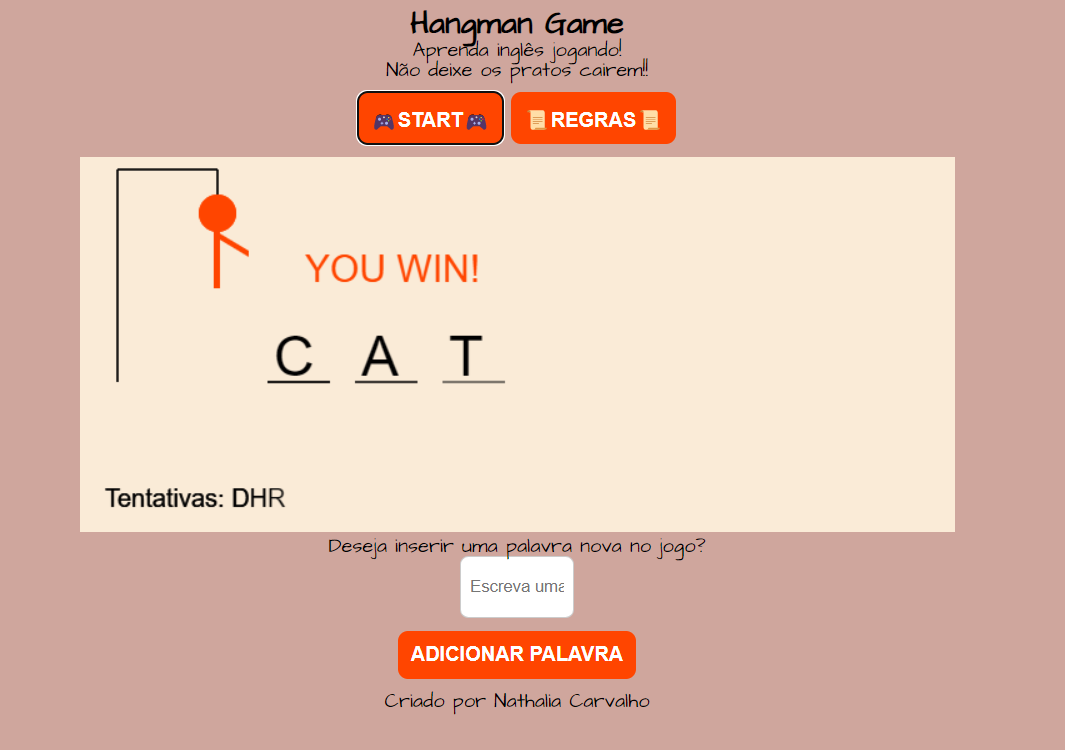 Hangman Game
Aprenda inglês jogando!
Não deixe os pratos cairem!!
START REGRAS
YOU WIN!
C A T
Tentativas: DHR
Deseja inserir uma palavra nova no jogo?
Escreva uma
ADICIONAR PALAVRA
Criado por Nathalia Carvalho